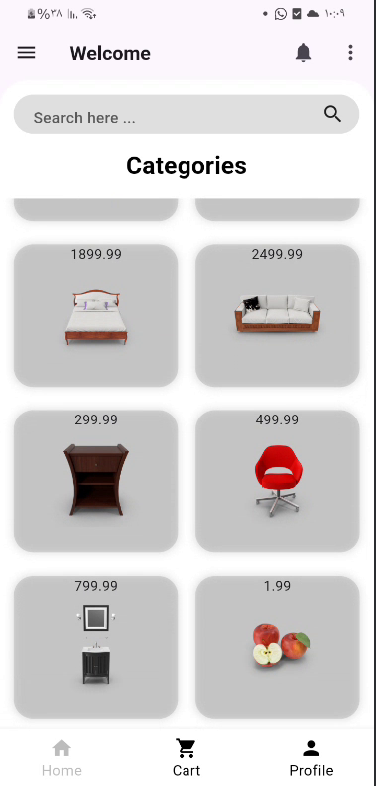 %٣٨ ١٠:٠٩
Welcome
Search here ...
Categories
1899.99 2499.99
299.99 499.99
799.99 1.99
Home Cart Profile